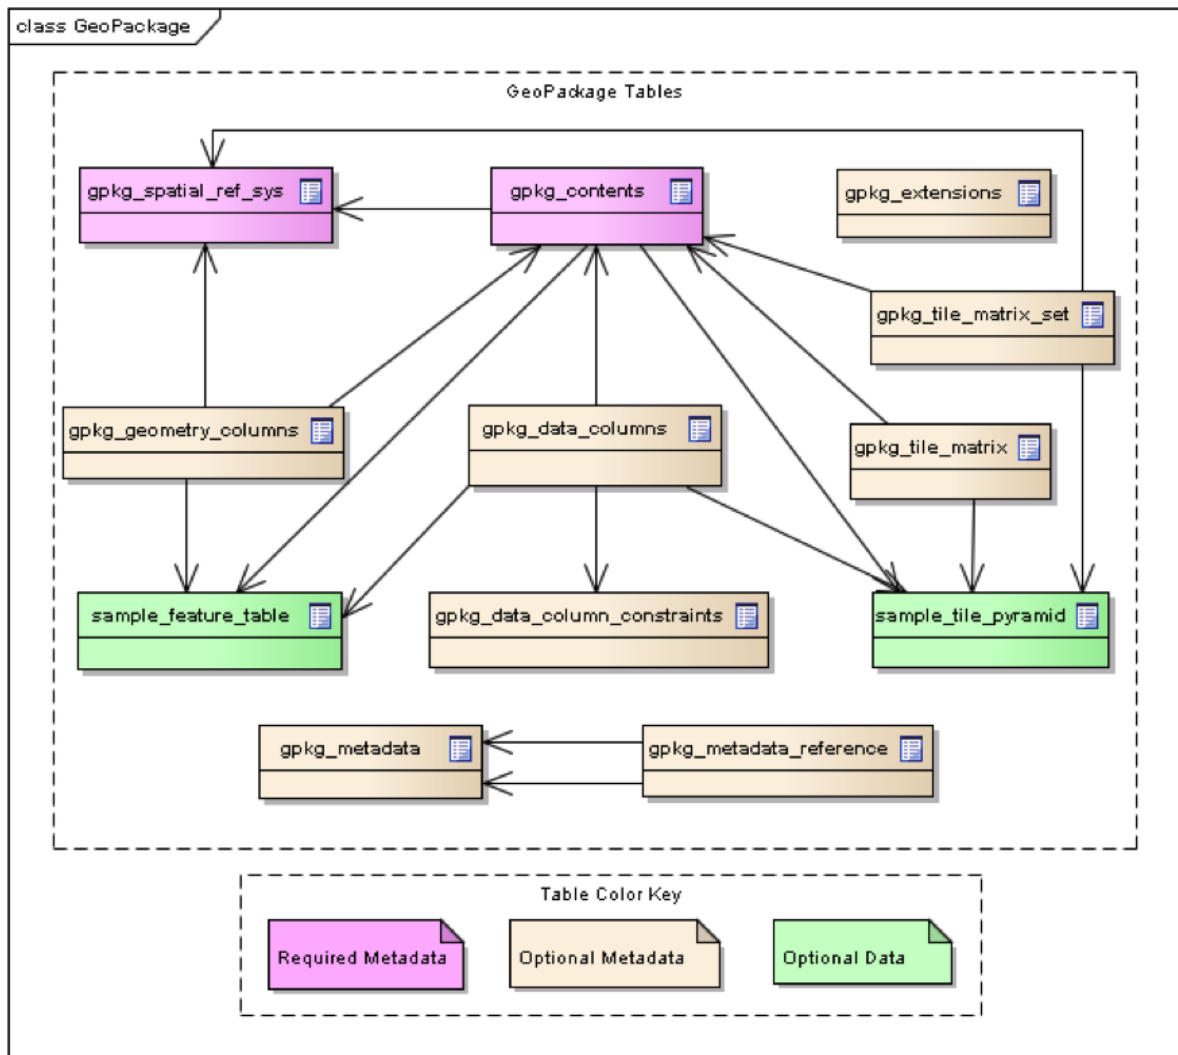 class GeoPackage
GeoPackage Tables
gpkg_spatial_ref_sys
gpkg_contents
gpkg_extensions
gpkg_tile_matrix_set
gpkg_geometry_columns
gpkg_data_columns
gpkg_tile_matrix
sample_feature_table
gpkg_data_column_constraints
sample_tile_pyramid
gpkg_metadata
gpkg_metadata_reference
Table Color Key
Required Metadata
Optional Metadata
Optional Data